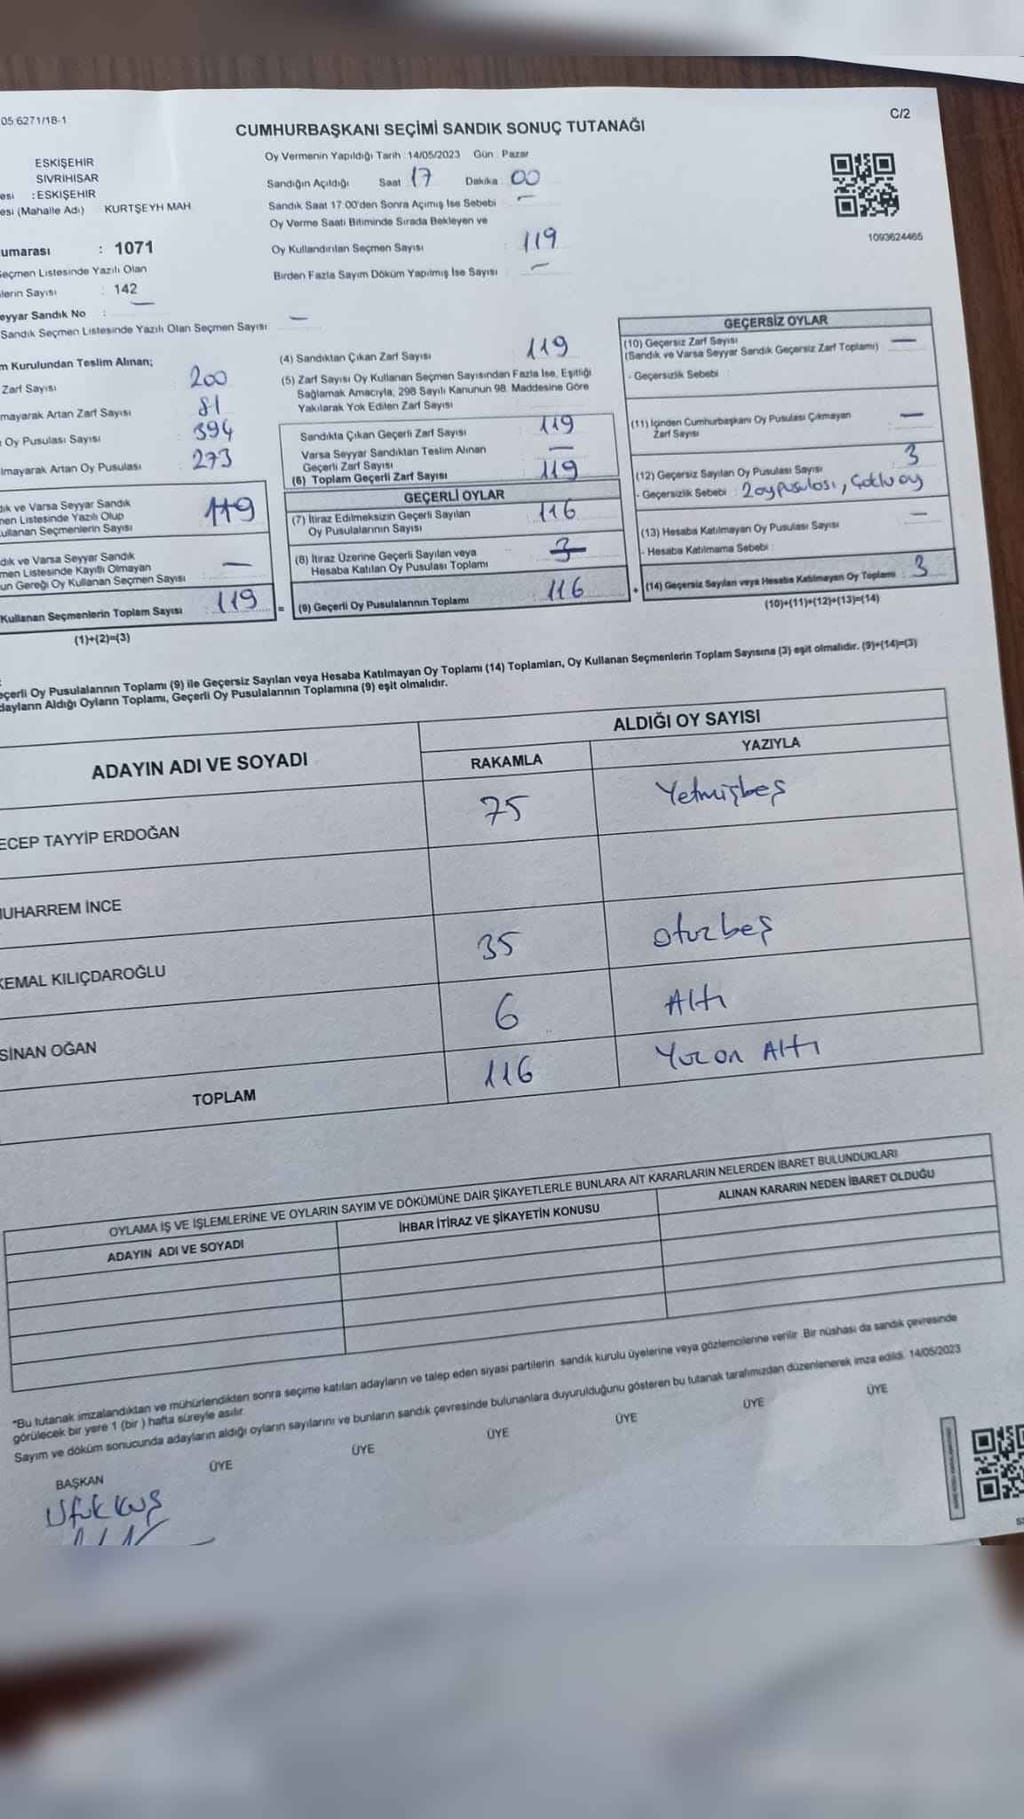 05 6271/1B-1
C/2
CUMHURBAŞKANI SEÇİMİ SANDIK SONUÇ TUTANAĞI
ESKİŞEHİR
SİVRİHİSAR
esi : ESKİŞEHİR
esi (Mahalle Adı) KURTŞEYH MAH.
umarası : 1071
eçmen Listesinde Yazılı Olan
lerin Sayısı : 142
eyyar Sandık No : —
Sandık Seçmen Listesinde Yazılı Olan Seçmen Sayısı : —
Oy Vermenin Yapıldığı Tarih : 14/05/2023 Gün : Pazar
Sandığın Açıldığı Saat : 17 Dakika : 00
Sandık Saat 17:00'den Sonra Açımış İse Sebebi —
Oy Verme Saati Bitiminde Sırada Bekleyen ve
Oy Kullandırılan Seçmen Sayısı : 119
Birden Fazla Sayım Döküm Yapılmış İse Sayısı : —
1093624465
m Kurulundan Teslim Alınan;
Zarf Sayısı 200
mayarak Artan Zarf Sayısı 81
Oy Pusulası Sayısı 394
lmayarak Artan Oy Pusulası 273
dık ve Varsa Seyyar Sandık
men Listesinde Yazılı Olup
ullanan Seçmenlerin Sayısı 119
dık ve Varsa Seyyar Sandık
men Listesinde Kayıtlı Olmayan
un Gereği Oy Kullanan Seçmen Sayısı —
Kullanan Seçmenlerin Toplam Sayısı : 119 =
(1)+(2)=(3)
(4) Sandıktan Çıkan Zarf Sayısı 119
(5) Zarf Sayısı Oy Kullanan Seçmen Sayısından Fazla İse, Eşitliği
Sağlamak Amacıyla, 298 Sayılı Kanunun 98. Maddesine Göre
Yakılarak Yok Edilen Zarf Sayısı
Sandıkta Çıkan Geçerli Zarf Sayısı 119
Varsa Seyyar Sandıktan Teslim Alınan
Geçerli Zarf Sayısı —
(6) Toplam Geçerli Zarf Sayısı 119
GEÇERLİ OYLAR
(7) İtiraz Edilmeksizin Geçerli Sayılan
Oy Pusulalarının Sayısı 116
(8) İtiraz Üzerine Geçerli Sayılan veya
Hesaba Katılan Oy Pusulası Toplamı 3
(9) Geçerli Oy Pusulalarının Toplamı 116 +
GEÇERSİZ OYLAR
(10) Geçersiz Zarf Sayısı
(Sandık ve Varsa Seyyar Sandık Geçersiz Zarf Toplamı) —
- Geçersizlik Sebebi :
(11) İçinden Cumhurbaşkanı Oy Pusulası Çıkmayan
Zarf Sayısı —
(12) Geçersiz Sayılan Oy Pusulası Sayısı 3
- Geçersizlik Sebebi : 2 oy pusulası, Çoklu oy
(13) Hesaba Katılmayan Oy Pusulası Sayısı —
- Hesaba Katılmama Sebebi :
(14) Geçersiz Sayılan veya Hesaba Katılmayan Oy Toplamı 3
(10)+(11)+(12)+(13)=(14)
eçerli Oy Pusulalarının Toplamı (9) ile Geçersiz Sayılan veya Hesaba Katılmayan Oy Toplamı (14) Toplamları, Oy Kullanan Seçmenlerin Toplam Sayısına (3) eşit olmalıdır. (9)+(14)=(3)
dayların Aldığı Oyların Toplamı, Geçerli Oy Pusulalarının Toplamına (9) eşit olmalıdır.
ADAYIN ADI VE SOYADI
ALDIĞI OY SAYISI
RAKAMLA YAZIYLA
ECEP TAYYİP ERDOĞAN 75 Yetmişbeş
MUHARREM İNCE
KEMAL KILIÇDAROĞLU 35 otuzbeş
SİNAN OĞAN 6 Altı
TOPLAM 116 Yüz on Altı
OYLAMA İŞ VE İŞLEMLERİNE VE OYLARIN SAYIM VE DÖKÜMÜNE DAİR ŞİKAYETLERLE BUNLARA AİT KARARLARIN NELERDEN İBARET BULUNDUKLARI
ADAYIN ADI VE SOYADI İHBAR İTİRAZ VE ŞİKAYETİN KONUSU ALINAN KARARIN NEDEN İBARET OLDUĞU
"Bu tutanak imzalandıktan ve mühürlendikten sonra seçime katılan adayların ve talep eden siyasi partilerin sandık kurulu üyelerine veya gözlemcilerine verilir. Bir nüshası da sandık çevresinde
görülecek bir yere 1 (bir ) hafta süreyle asılır.
Sayım ve döküm sonucunda adayların aldığı oyların sayılarını ve bunların sandık çevresinde bulunanlara duyurulduğunu gösteren bu tutanak tarafımızdan düzenlenerek imza edildi. 14/05/2023
BAŞKAN ÜYE ÜYE ÜYE ÜYE ÜYE ÜYE
Ufuk Kuş